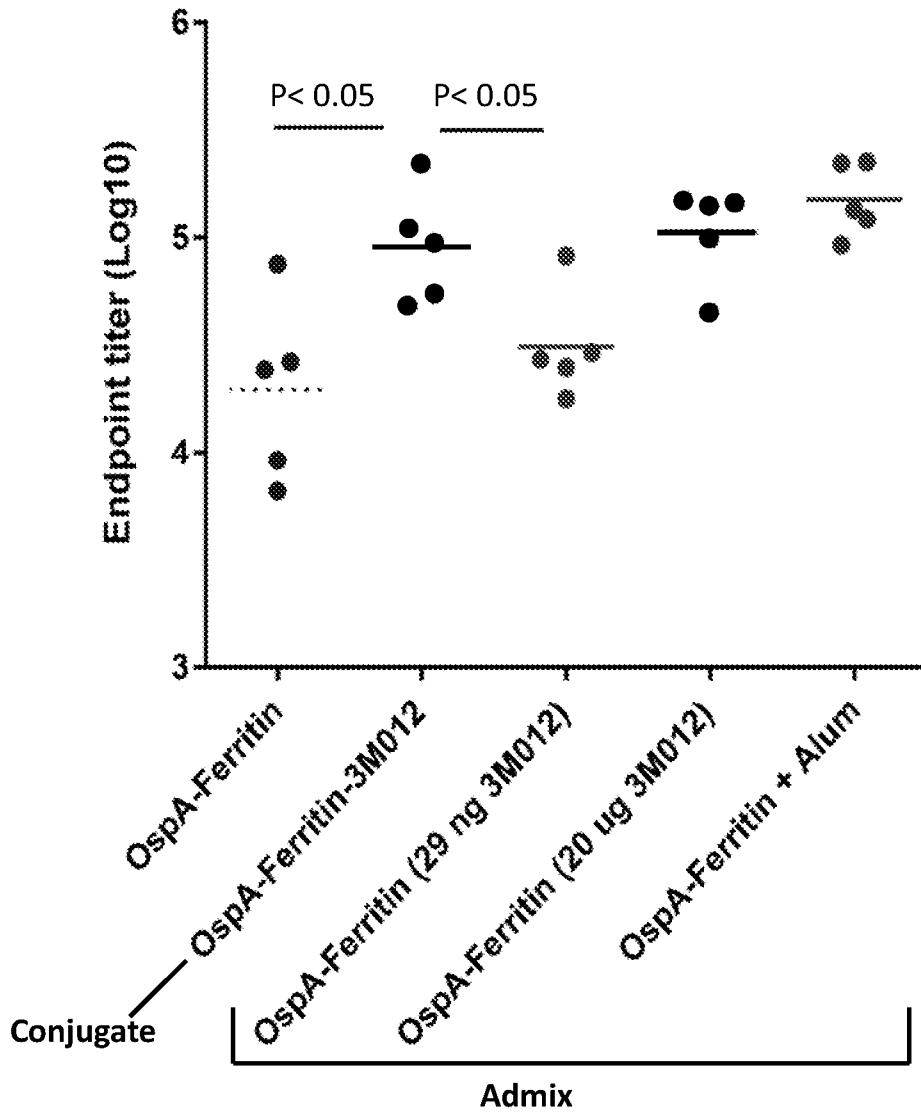 6
5
4
3
Endpoint titer (Log10)
P< 0.05
P< 0.05
OspA-Ferritin
OspA-Ferritin-3M012
OspA-Ferritin (29 ng 3M012)
OspA-Ferritin (20 ug 3M012)
OspA-Ferritin + Alum
Conjugate
Admix